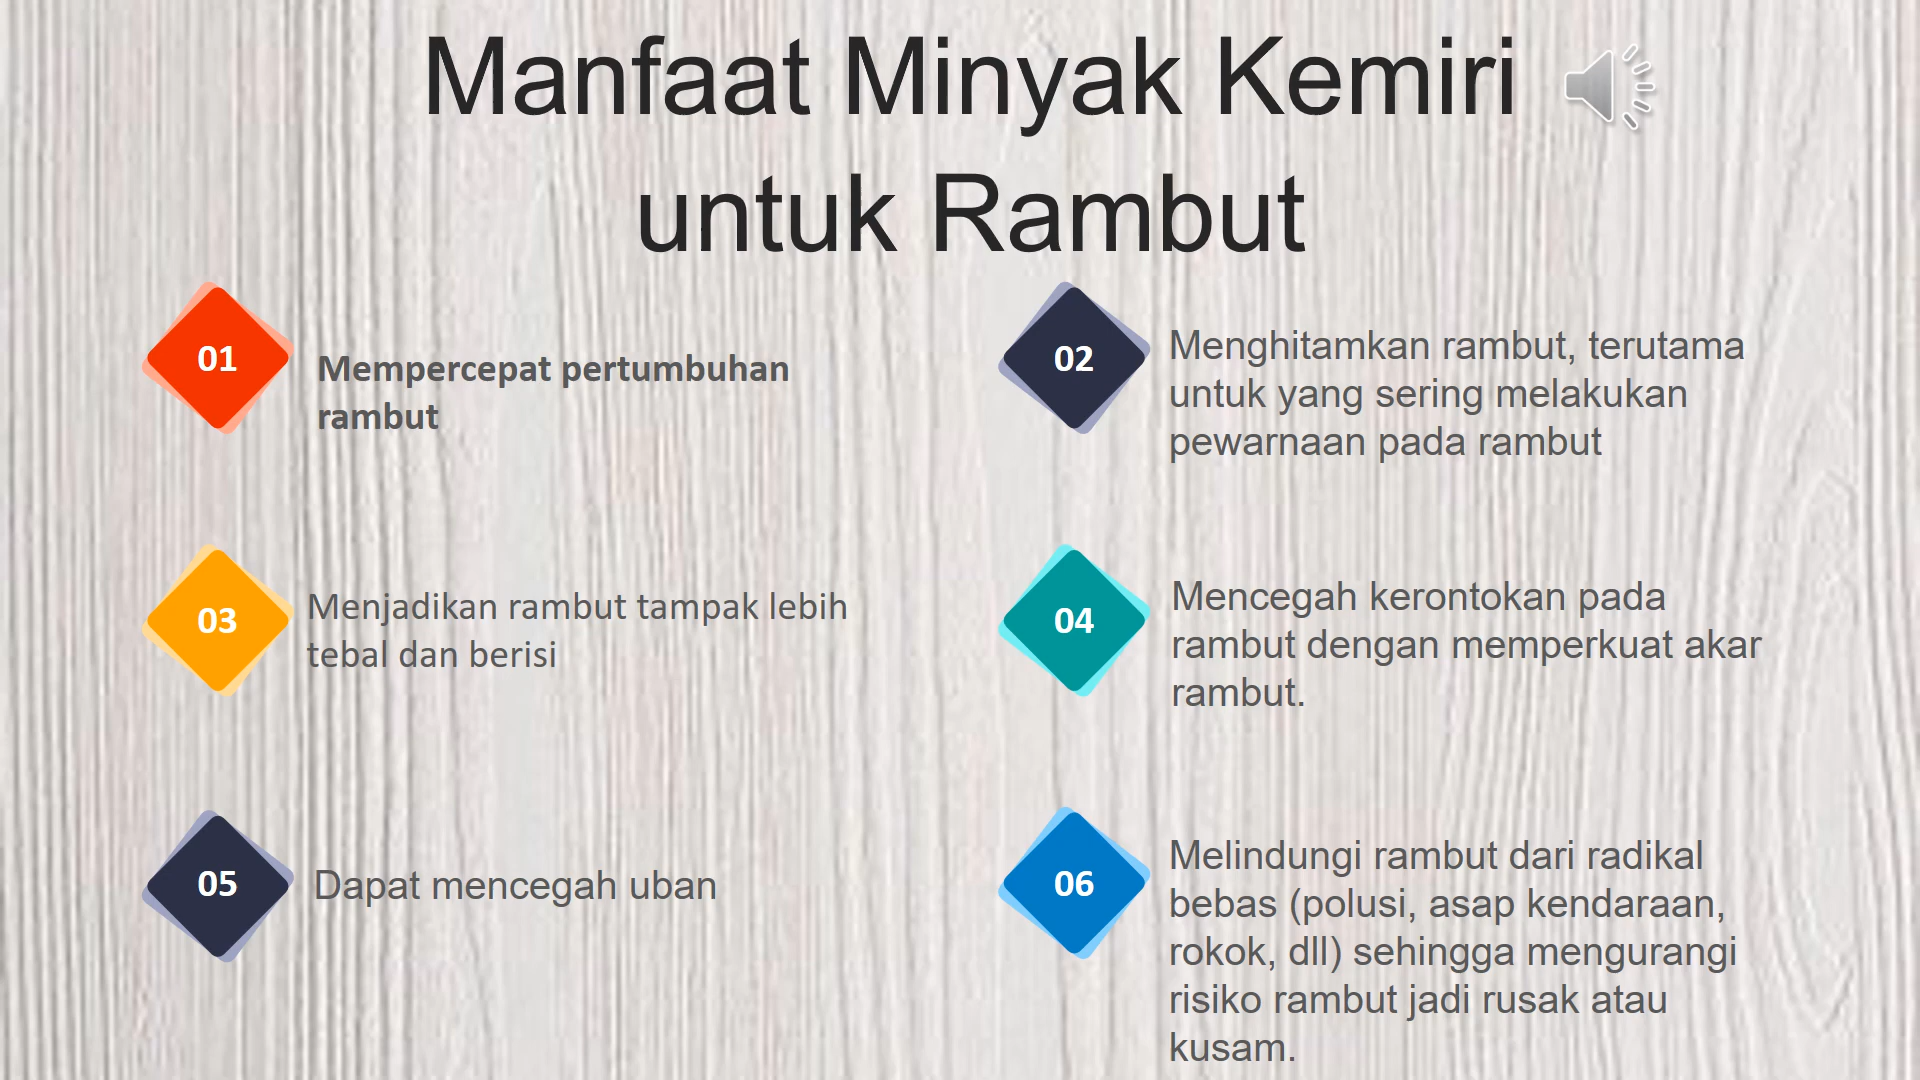 Manfaat Minyak Kemiri
untuk Rambut
01
Mempercepat pertumbuhan
rambut
02
Menghitamkan rambut, terutama
untuk yang sering melakukan
pewarnaan pada rambut
03
Menjadikan rambut tampak lebih
tebal dan berisi
04
Mencegah kerontokan pada
rambut dengan memperkuat akar
rambut.
05
Dapat mencegah uban
06
Melindungi rambut dari radikal
bebas (polusi, asap kendaraan,
rokok, dll) sehingga mengurangi
risiko rambut jadi rusak atau
kusam.